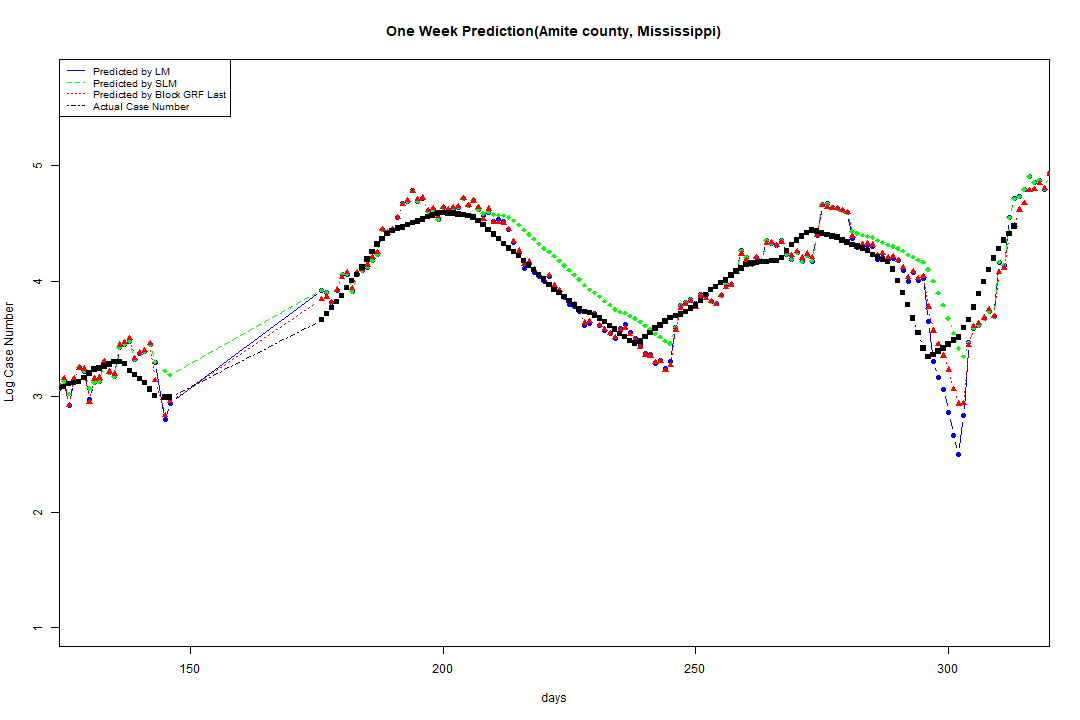 One Week Prediction(Amite county, Mississippi)
Predicted by LM
Predicted by SLM
Predicted by Block GRF Last
Actual Case Number
5
4
3
2
1
Log Case Number
150 200 250 300
days